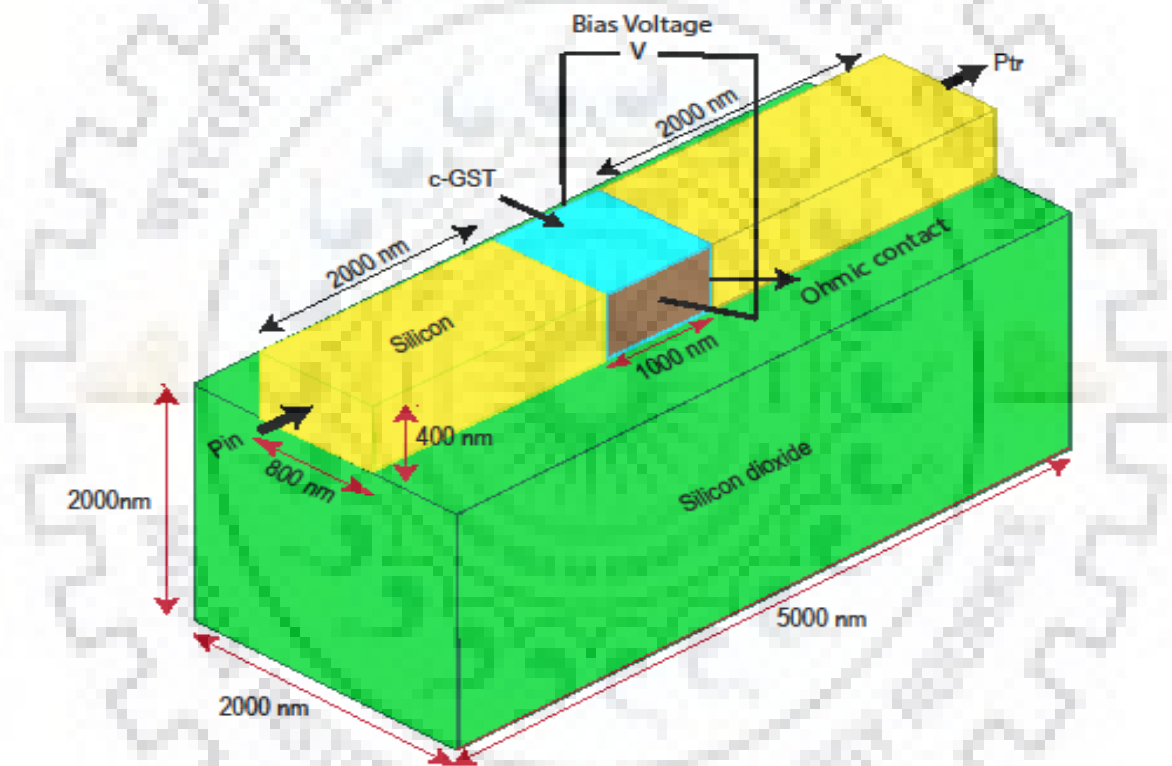 Bias Voltage
V
Ptr
2000 nm
c-GST
2000 nm
Silicon
Ohmic contact
1000 nm
Pin
400 nm
800 nm
2000nm
Silicon dioxide
5000 nm
2000 nm